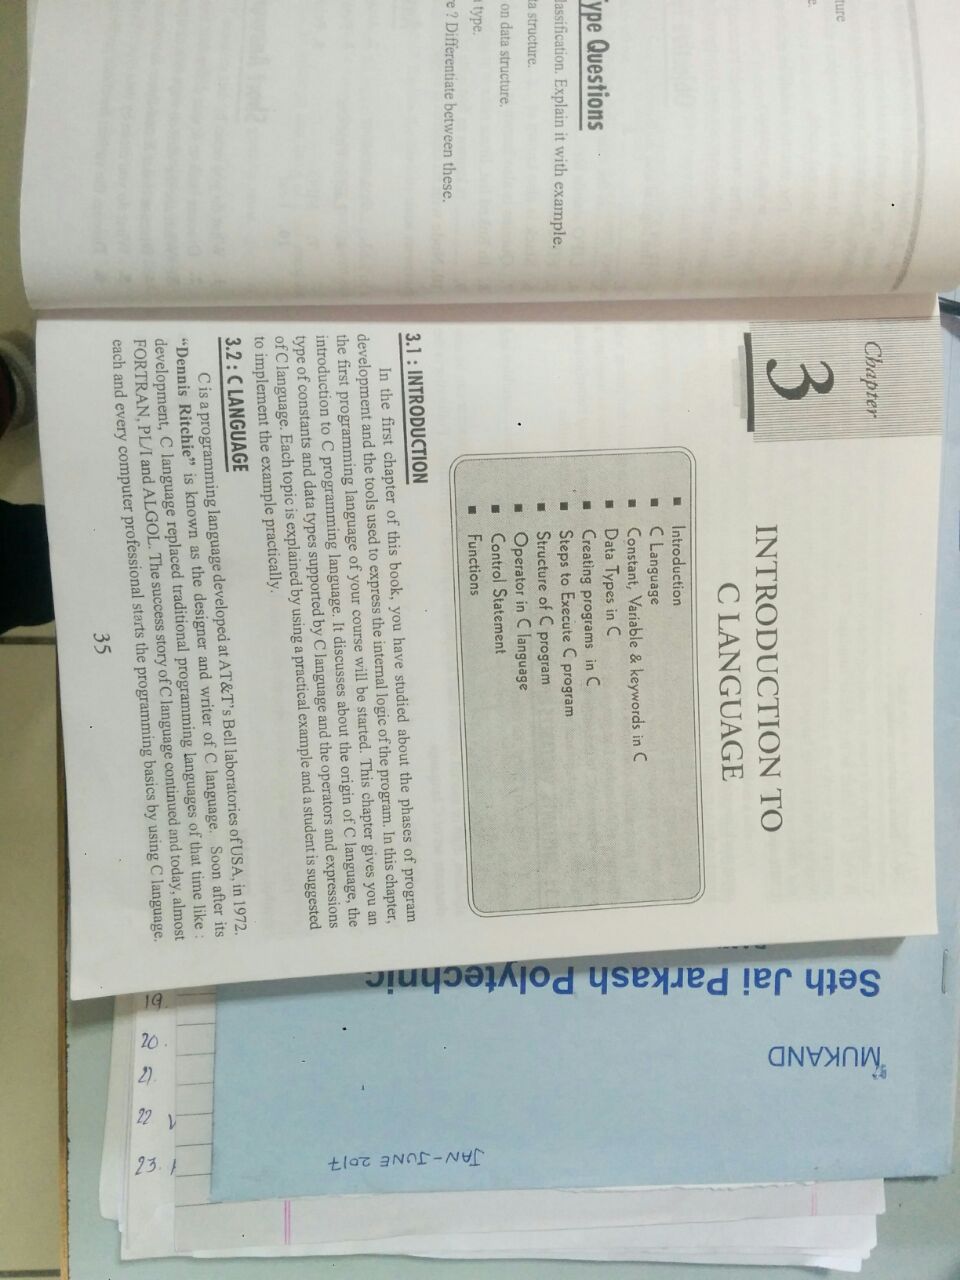 ture
e.
Type Questions
lassification. Explain it with example.
ta structure.
on data structure.
type.
re ? Differentiate between these.
Chapter
3
INTRODUCTION TO
C LANGUAGE
■ Introduction
■ C Language
■ Constant, Variable & keywords in C
■ Data Types in C
■ Creating programs in C
■ Steps to Execute C program
■ Structure of C program
■ Operator in C language
■ Control Statement
■ Functions
3.1 : INTRODUCTION
In the first chapter of this book, you have studied about the phases of program
development and the tools used to express the internal logic of the program. In this chapter,
the first programming language of your course will be started. This chapter gives you an
introduction to C programming language. It discusses about the origin of C language, the
type of constants and data types supported by C language and the operators and expressions
of C language. Each topic is explained by using a practical example and a student is suggested
to implement the example practically.
3.2 : C LANGUAGE
C is a programming language developed at AT&T's Bell laboratories of USA, in 1972.
“Dennis Ritchie” is known as the designer and writer of C language. Soon after its
development, C language replaced traditional programming languages of that time like :
FORTRAN, PL/I and ALGOL. The success story of C language continued and today, almost
each and every computer professional starts the programming basics by using C language.
35
MUKAND
Seth Jai Parkash Polytechnic
JAN-JUNE 2017
19.
20.
21.
22
23.